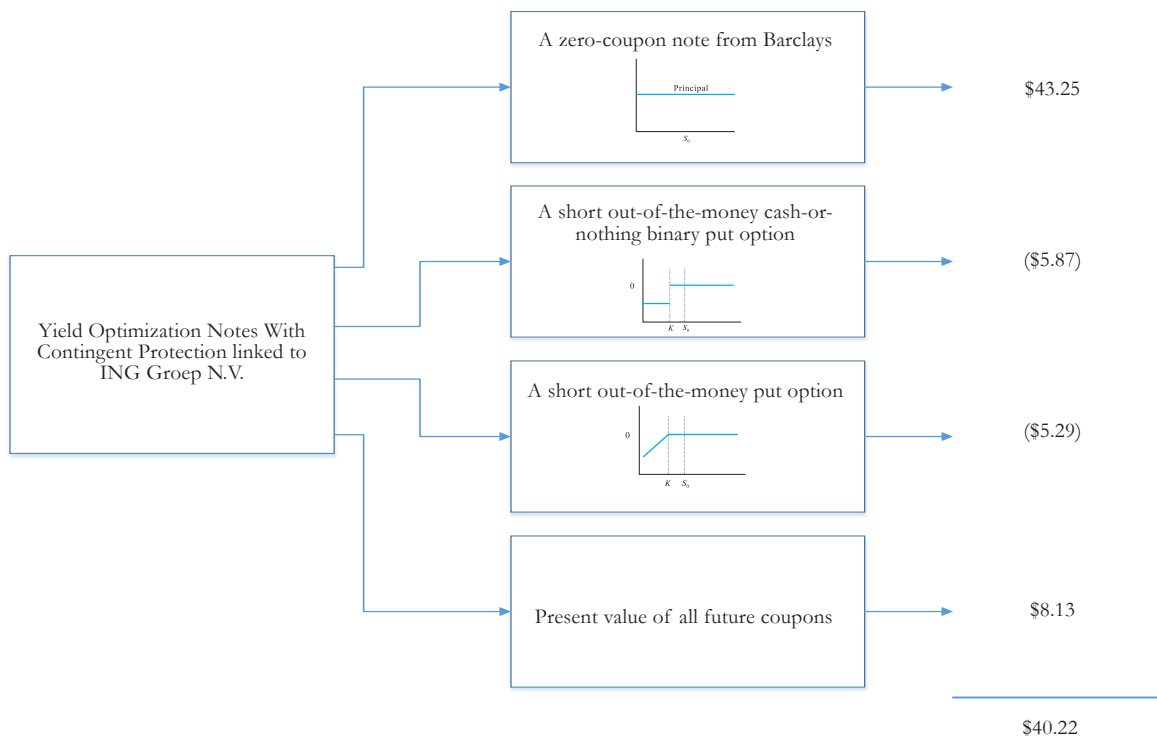 A zero-coupon note from Barclays
Principal
S₀
$43.25
A short out-of-the-money cash-or-
nothing binary put option
0
K
S₀
($5.87)
Yield Optimization Notes With
Contingent Protection linked to
ING Groep N.V.
A short out-of-the-money put option
0
K
S₀
($5.29)
Present value of all future coupons
$8.13
$40.22